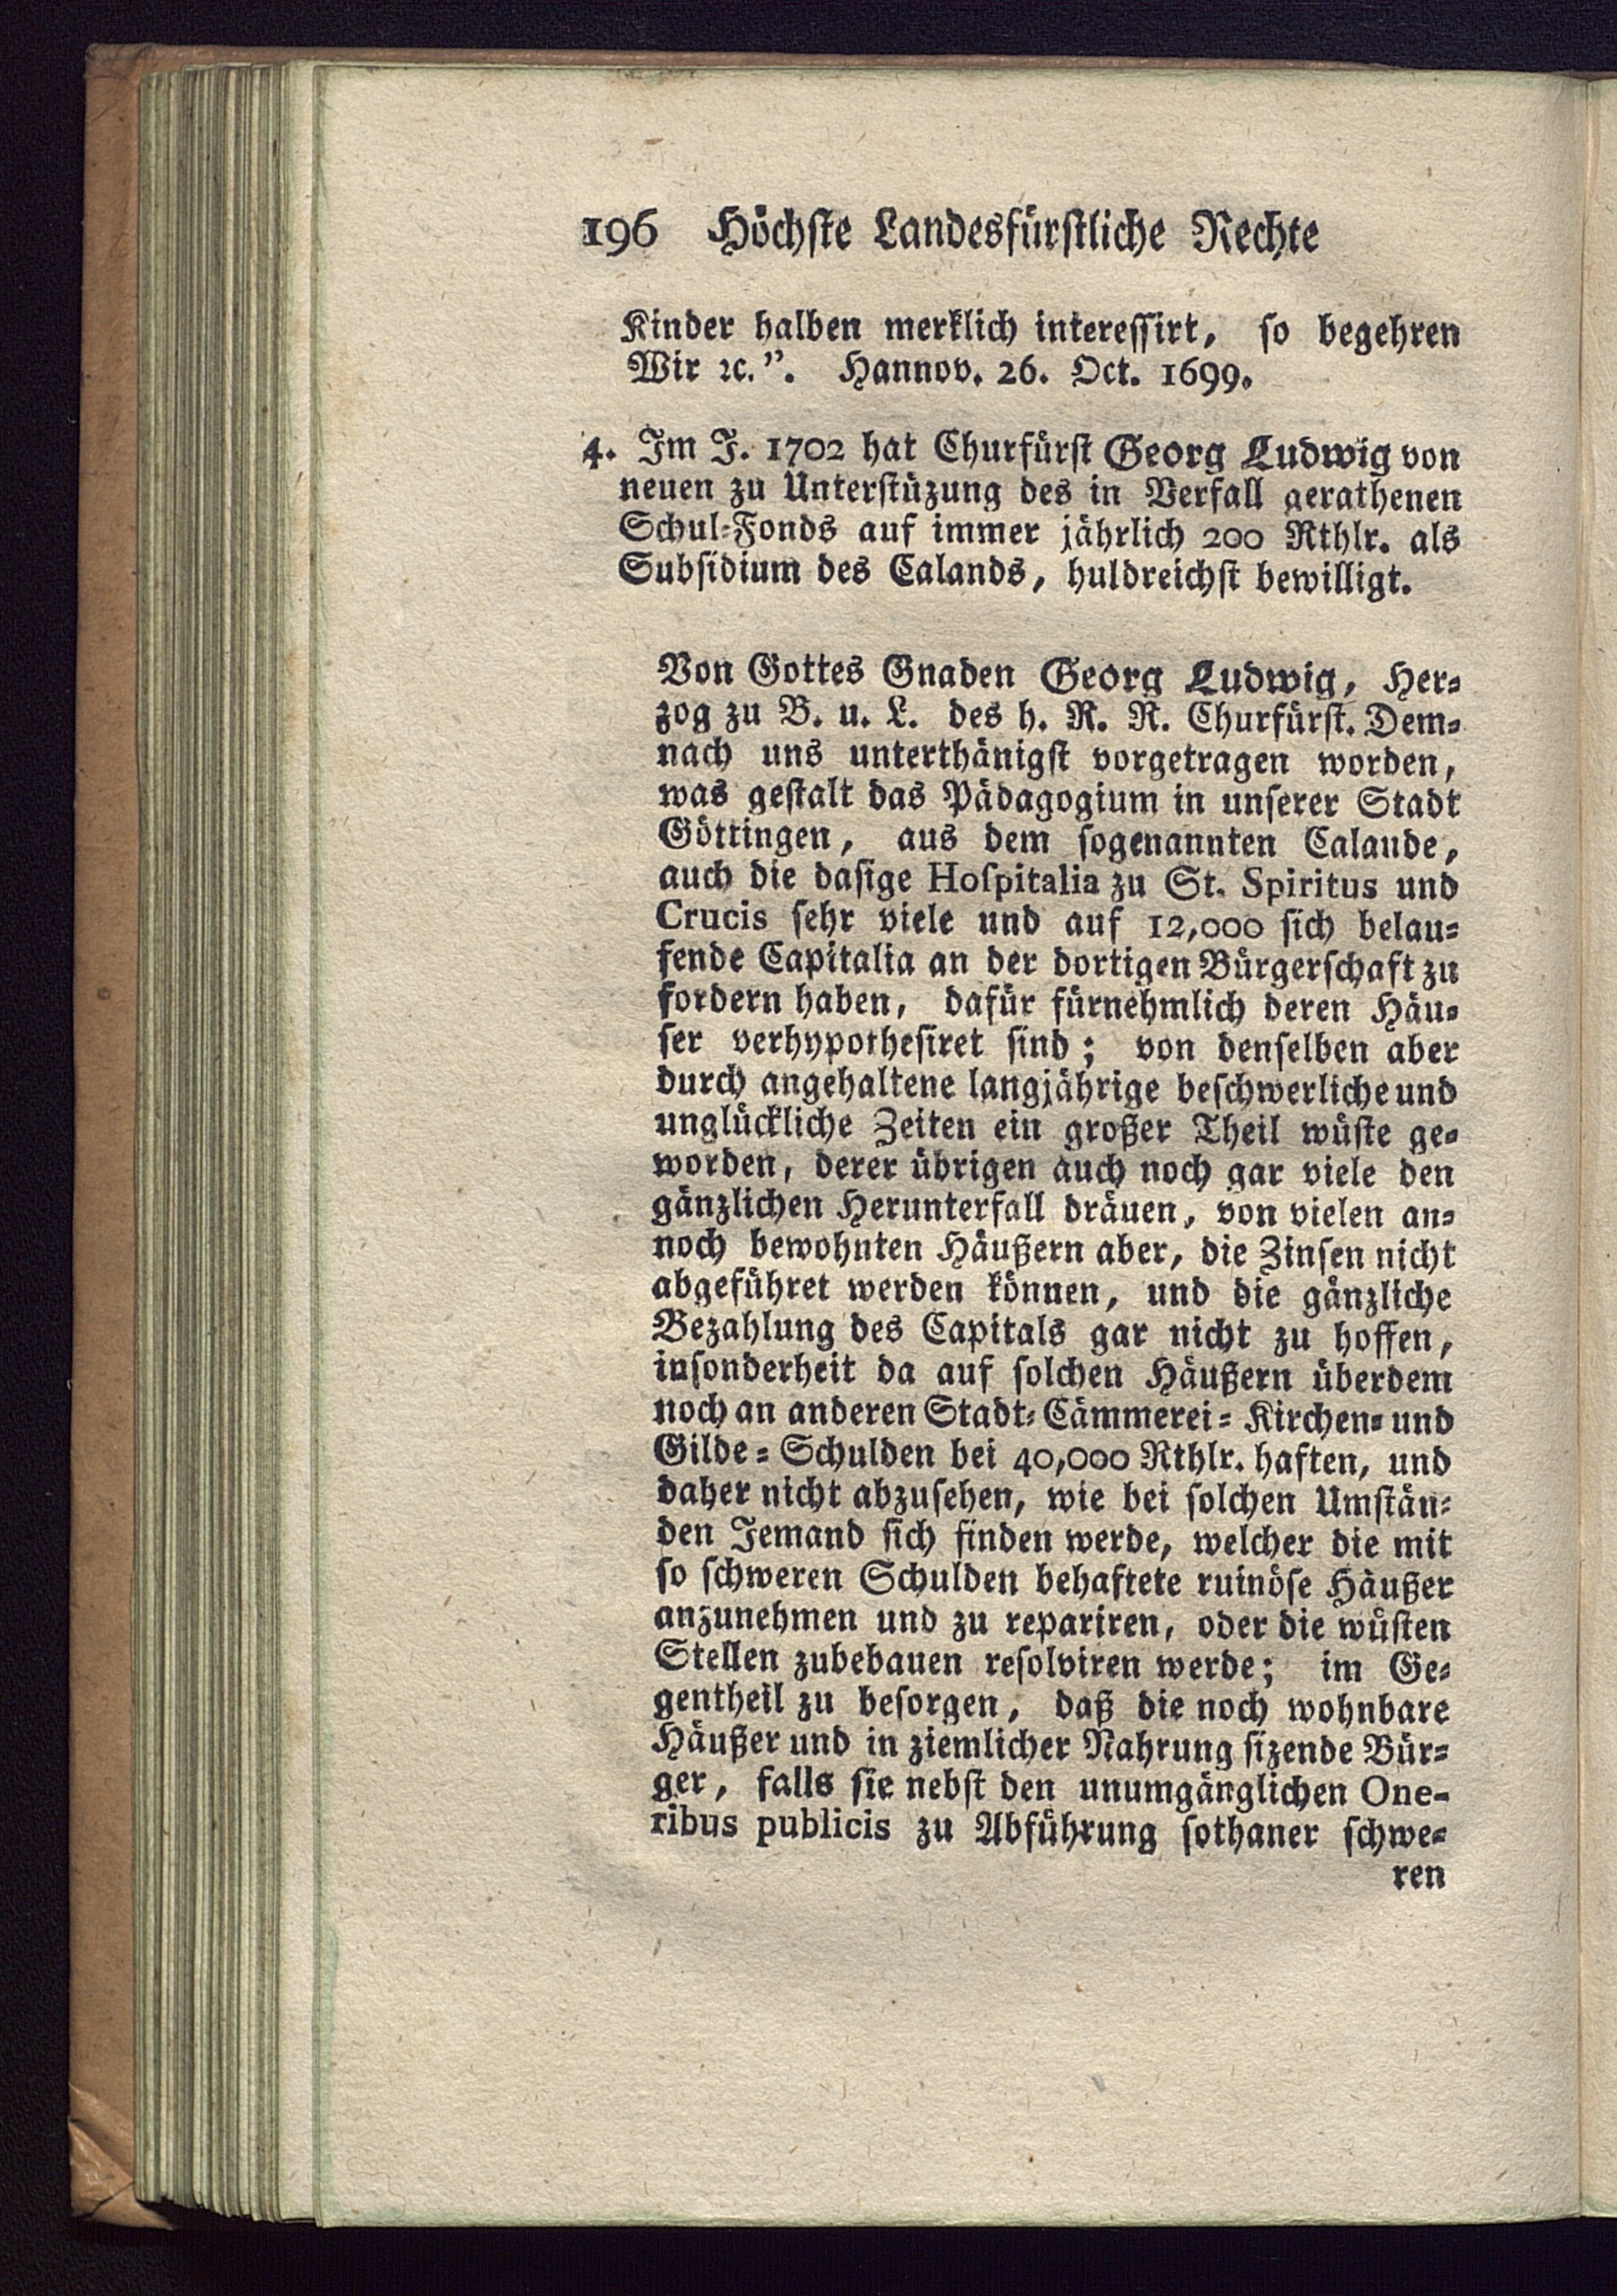 196 Höchste Landesfürstliche Rechte
Kinder halben merklich interessirt, so begehren
Wir ꝛc.”. Hannov. 26. Oct. 1699.
4. Im J. 1702 hat Churfürst Georg Ludwig von
neuen zu Unterstüzung des in Verfall gerathenen
Schul-Fonds auf immer jährlich 200 Rthlr. als
Subsidium des Calands, huldreichst bewilligt.
Von Gottes Gnaden Georg Ludwig, Her-
zog zu B. u. L. des h. R. R. Churfürst. Dem-
nach uns unterthänigst vorgetragen worden,
was gestalt das Pädagogium in unserer Stadt
Göttingen, aus dem sogenannten Calaude,
auch die dasige Hospitalia zu St. Spiritus und
Crucis sehr viele und auf 12,000 sich belau-
fende Capitalia an der dortigen Bürgerschaft zu
fordern haben, dafür fürnehmlich deren Häu-
ser verhypothesiret sind; von denselben aber
durch angehaltene langjährige beschwerliche und
unglückliche Zeiten ein großer Theil wüste ge-
worden, derer übrigen auch noch gar viele den
gänzlichen Herunterfall dräuen, von vielen an-
noch bewohnten Häußern aber, die Zinsen nicht
abgeführet werden können, und die gänzliche
Bezahlung des Capitals gar nicht zu hoffen,
insonderheit da auf solchen Häußern überdem
noch an anderen Stadt-Cämmerei-Kirchen- und
Gilde-Schulden bei 40,000 Rthlr. haften, und
daher nicht abzusehen, wie bei solchen Umstän-
den Jemand sich finden werde, welcher die mit
so schweren Schulden behaftete ruinöse Häußer
anzunehmen und zu repariren, oder die wüsten
Stellen zubebauen resolviren werde; im Ge-
gentheil zu besorgen, daß die noch wohnbare
Häußer und in ziemlicher Nahrung sizende Bür-
ger, falls sie nebst den unumgänglichen One-
ribus publicis zu Abführung sothaner schwe-
ren